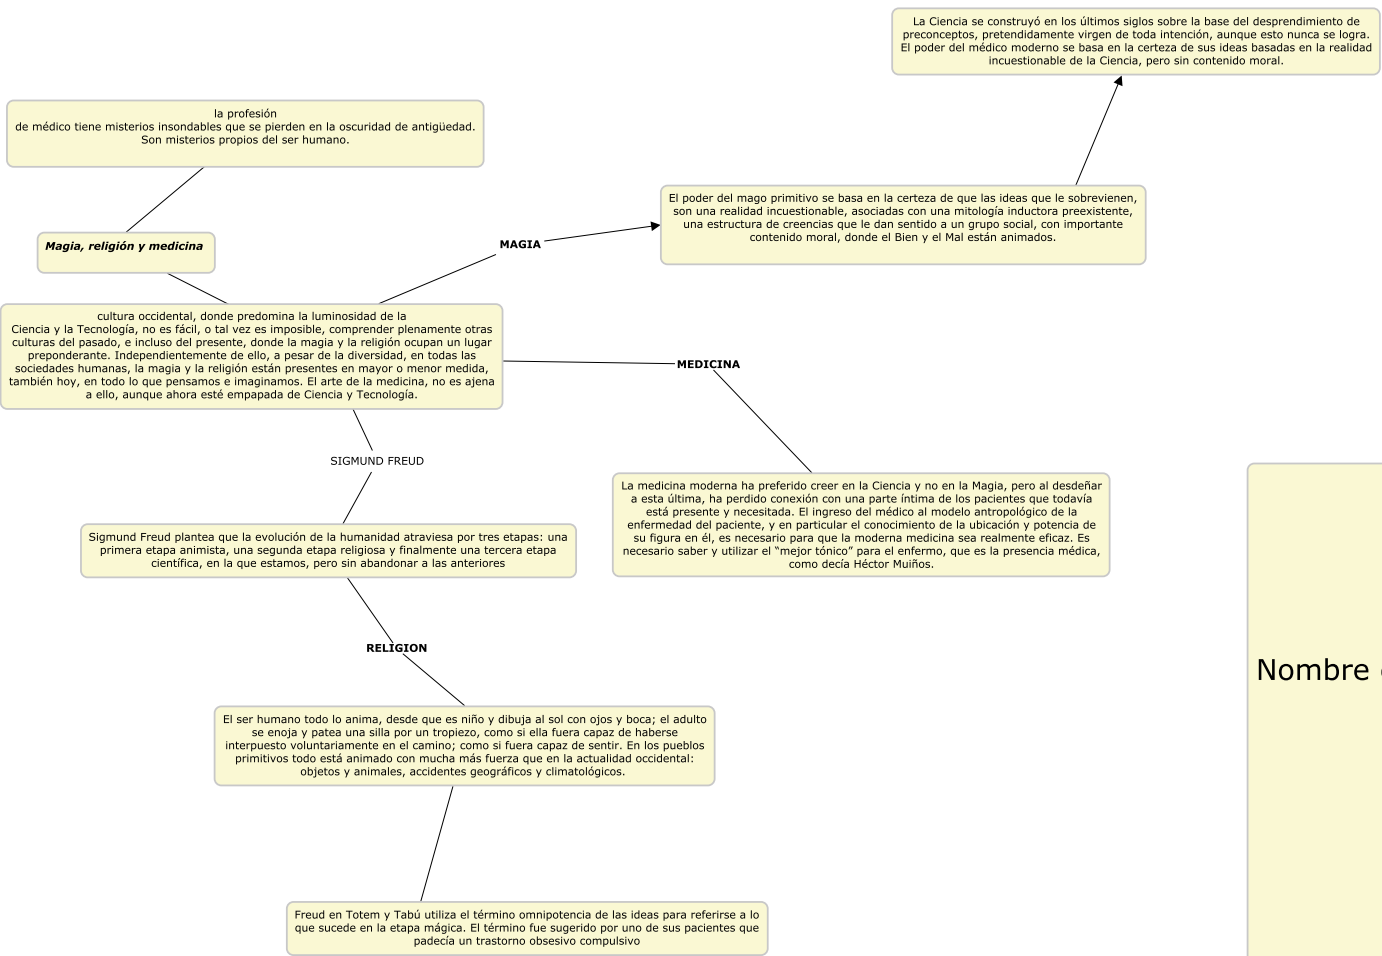 La Ciencia se construyó en los últimos siglos sobre la base del desprendimiento de
preconceptos, pretendidamente virgen de toda intención, aunque esto nunca se logra.
El poder del médico moderno se basa en la certeza de sus ideas basadas en la realidad
incuestionable de la Ciencia, pero sin contenido moral.
la profesión
de médico tiene misterios insondables que se pierden en la oscuridad de antigüedad.
Son misterios propios del ser humano.
El poder del mago primitivo se basa en la certeza de que las ideas que le sobrevienen,
son una realidad incuestionable, asociadas con una mitología inductora preexistente,
una estructura de creencias que le dan sentido a un grupo social, con importante
contenido moral, donde el Bien y el Mal están animados.
Magia, religión y medicina
MAGIA
cultura occidental, donde predomina la luminosidad de la
Ciencia y la Tecnología, no es fácil, o tal vez es imposible, comprender plenamente otras
culturas del pasado, e incluso del presente, donde la magia y la religión ocupan un lugar
preponderante. Independientemente de ello, a pesar de la diversidad, en todas las
sociedades humanas, la magia y la religión están presentes en mayor o menor medida,
también hoy, en todo lo que pensamos e imaginamos. El arte de la medicina, no es ajena
a ello, aunque ahora esté empapada de Ciencia y Tecnología.
MEDICINA
SIGMUND FREUD
La medicina moderna ha preferido creer en la Ciencia y no en la Magia, pero al desdeñar
a esta última, ha perdido conexión con una parte íntima de los pacientes que todavía
está presente y necesitada. El ingreso del médico al modelo antropológico de la
enfermedad del paciente, y en particular el conocimiento de la ubicación y potencia de
su figura en él, es necesario para que la moderna medicina sea realmente eficaz. Es
necesario saber y utilizar el “mejor tónico” para el enfermo, que es la presencia médica,
como decía Héctor Muiños.
Sigmund Freud plantea que la evolución de la humanidad atraviesa por tres etapas: una
primera etapa animista, una segunda etapa religiosa y finalmente una tercera etapa
científica, en la que estamos, pero sin abandonar a las anteriores
RELIGION
Nombre
El ser humano todo lo anima, desde que es niño y dibuja al sol con ojos y boca; el adulto
se enoja y patea una silla por un tropiezo, como si ella fuera capaz de haberse
interpuesto voluntariamente en el camino; como si fuera capaz de sentir. En los pueblos
primitivos todo está animado con mucha más fuerza que en la actualidad occidental:
objetos y animales, accidentes geográficos y climatológicos.
Freud en Totem y Tabú utiliza el término omnipotencia de las ideas para referirse a lo
que sucede en la etapa mágica. El término fue sugerido por uno de sus pacientes que
padecía un trastorno obsesivo compulsivo